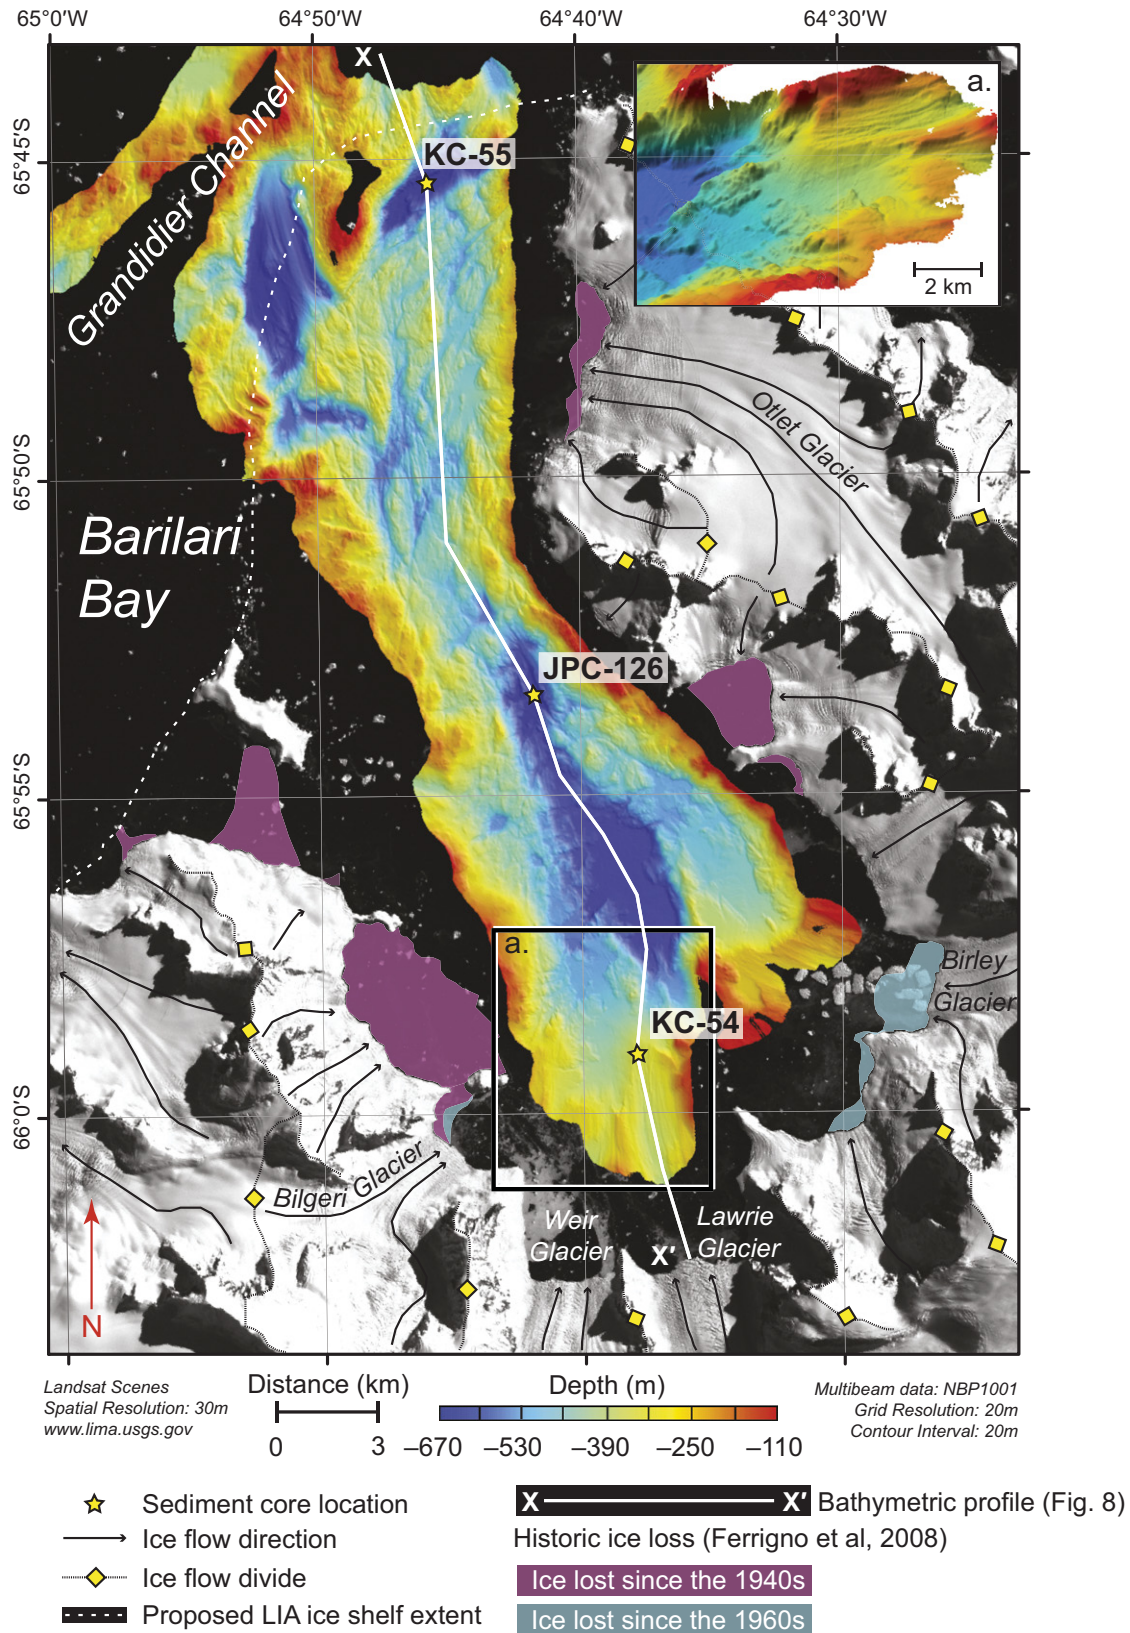 65°0'W 64°50'W 64°40'W 64°30'W
X
a.
Grandidier Channel
65°45'S
KC-55
2 km
Otlet Glacier
65°50'S
Barilari
Bay
JPC-126
65°55'S
a.
Birley
Glacier
KC-54
66°0'S
Bilgeri Glacier
Weir
Glacier
Lawrie
Glacier
X'
N
Landsat Scenes
Spatial Resolution: 30m
www.lima.usgs.gov
Distance (km)
0 3
Depth (m)
–670 –530 –390 –250 –110
Multibeam data: NBP1001
Grid Resolution: 20m
Contour Interval: 20m
Sediment core location
Ice flow direction
Ice flow divide
Proposed LIA ice shelf extent
X X' Bathymetric profile (Fig. 8)
Historic ice loss (Ferrigno et al, 2008)
Ice lost since the 1940s
Ice lost since the 1960s